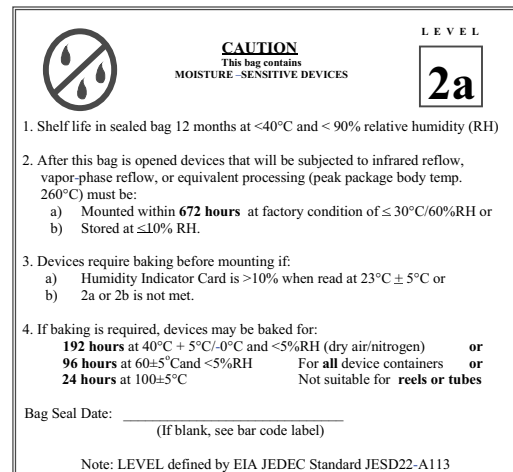 LEVEL
CAUTION
This bag contains
MOISTURE –SENSITIVE DEVICES
2a
1. Shelf life in sealed bag 12 months at <40°C and < 90% relative humidity (RH)
2. After this bag is opened devices that will be subjected to infrared reflow,
vapor-phase reflow, or equivalent processing (peak package body temp.
260°C) must be:
a) Mounted within 672 hours at factory condition of ≤ 30°C/60%RH or
b) Stored at ≤10% RH.
3. Devices require baking before mounting if:
a) Humidity Indicator Card is >10% when read at 23°C ± 5°C or
b) 2a or 2b is not met.
4. If baking is required, devices may be baked for:
192 hours at 40°C + 5°C/-0°C and <5%RH (dry air/nitrogen) or
96 hours at 60±5°Cand <5%RH For all device containers or
24 hours at 100±5°C Not suitable for reels or tubes
Bag Seal Date: ______________________________
(If blank, see bar code label)
Note: LEVEL defined by EIA JEDEC Standard JESD22-A113